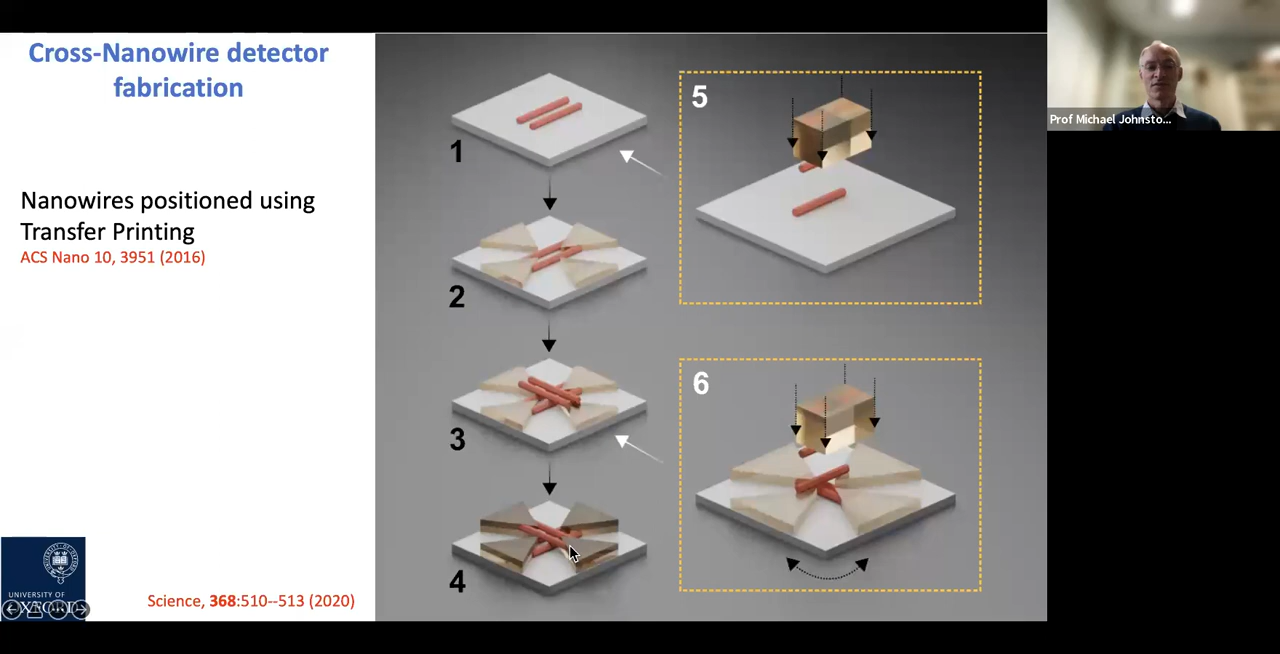 Cross-Nanowire detector
fabrication
Nanowires positioned using
Transfer Printing
ACS Nano 10, 3951 (2016)
1
2
3
4
5
6
UNIVERSITY OF
OXFORD
Science, 368:510--513 (2020)
Prof Michael Johnsto...